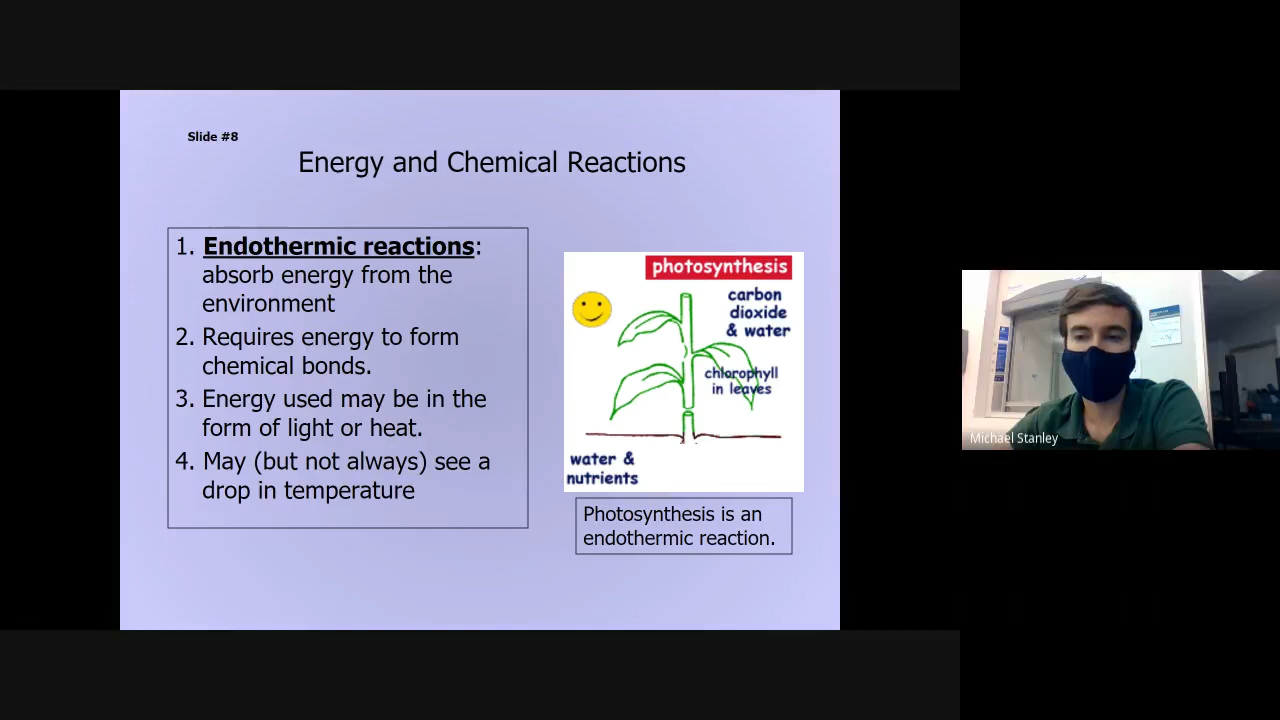 Slide #8
Energy and Chemical Reactions
1. Endothermic reactions:
absorb energy from the
environment
2. Requires energy to form
chemical bonds.
3. Energy used may be in the
form of light or heat.
4. May (but not always) see a
drop in temperature
photosynthesis
carbon
dioxide
& water
chlorophyll
in leaves
water &
nutrients
Photosynthesis is an
endothermic reaction.
Michael Stanley